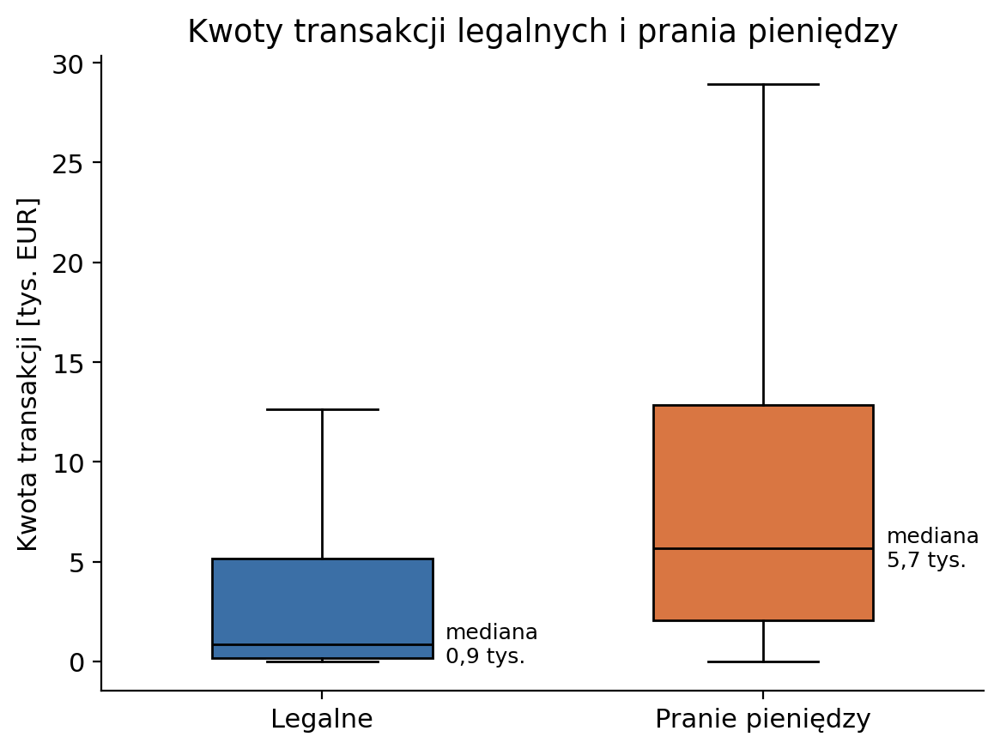 Kwoty transakcji legalnych i prania pieniędzy
Kwota transakcji [tys. EUR]
30
25
20
15
10
5
0
mediana
0,9 tys.
mediana
5,7 tys.
Legalne
Pranie pieniędzy